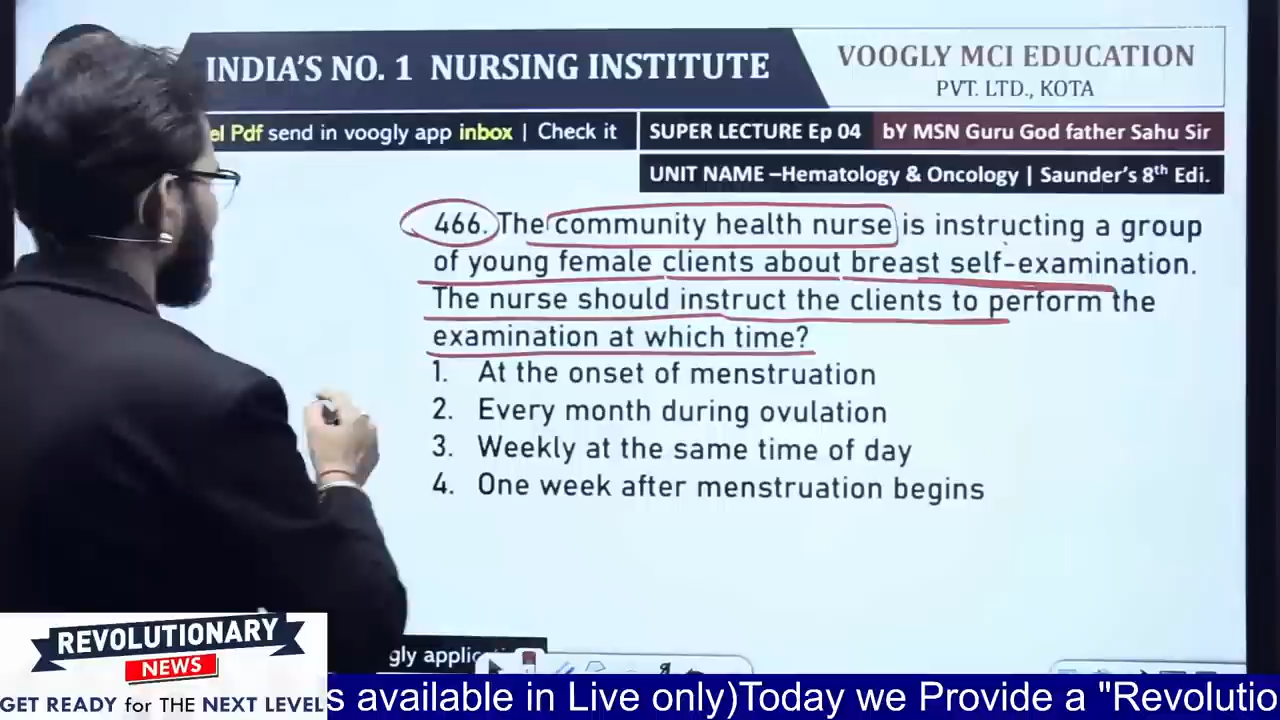 INDIA'S NO. 1 NURSING INSTITUTE
VOOGLY MCI EDUCATION
PVT. LTD., KOTA
el Pdf send in voogly app inbox | Check it
SUPER LECTURE Ep 04
bY MSN Guru God father Sahu Sir
UNIT NAME –Hematology & Oncology | Saunder's 8th Edi.
466. The community health nurse is instructing a group
of young female clients about breast self-examination.
The nurse should instruct the clients to perform the
examination at which time?
1. At the onset of menstruation
2. Every month during ovulation
3. Weekly at the same time of day
4. One week after menstruation begins
gly applic
REVOLUTIONARY
NEWS
GET READY for THE NEXT LEVEL
s available in Live only)Today we Provide a "Revolutio